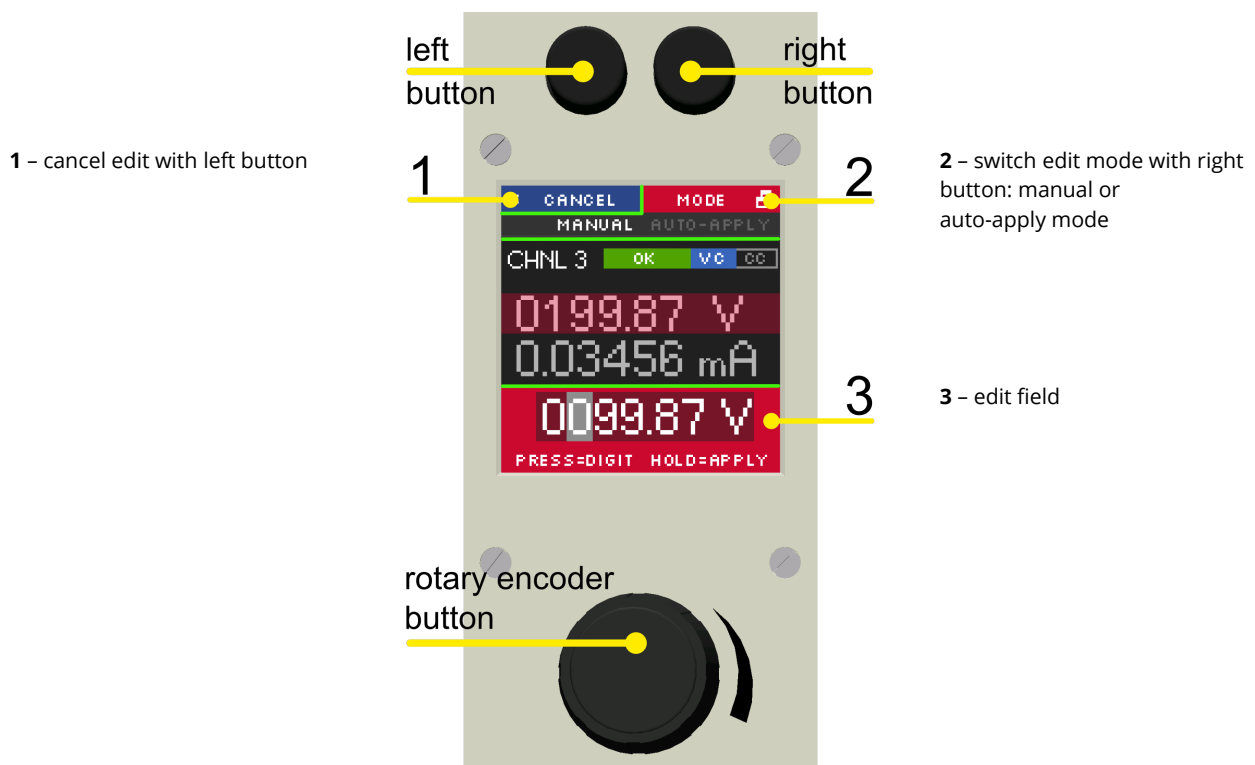 left
button
right
button
1 – cancel edit with left button
1
2
2 – switch edit mode with right
button: manual or
auto-apply mode
CANCEL MODE
MANUAL AUTO-APPLY
CHNL 3 OK VC CC
0199.87 V
0.03456 mA
0099.87 V
3
3 – edit field
PRESS=DIGIT HOLD=APPLY
rotary encoder
button